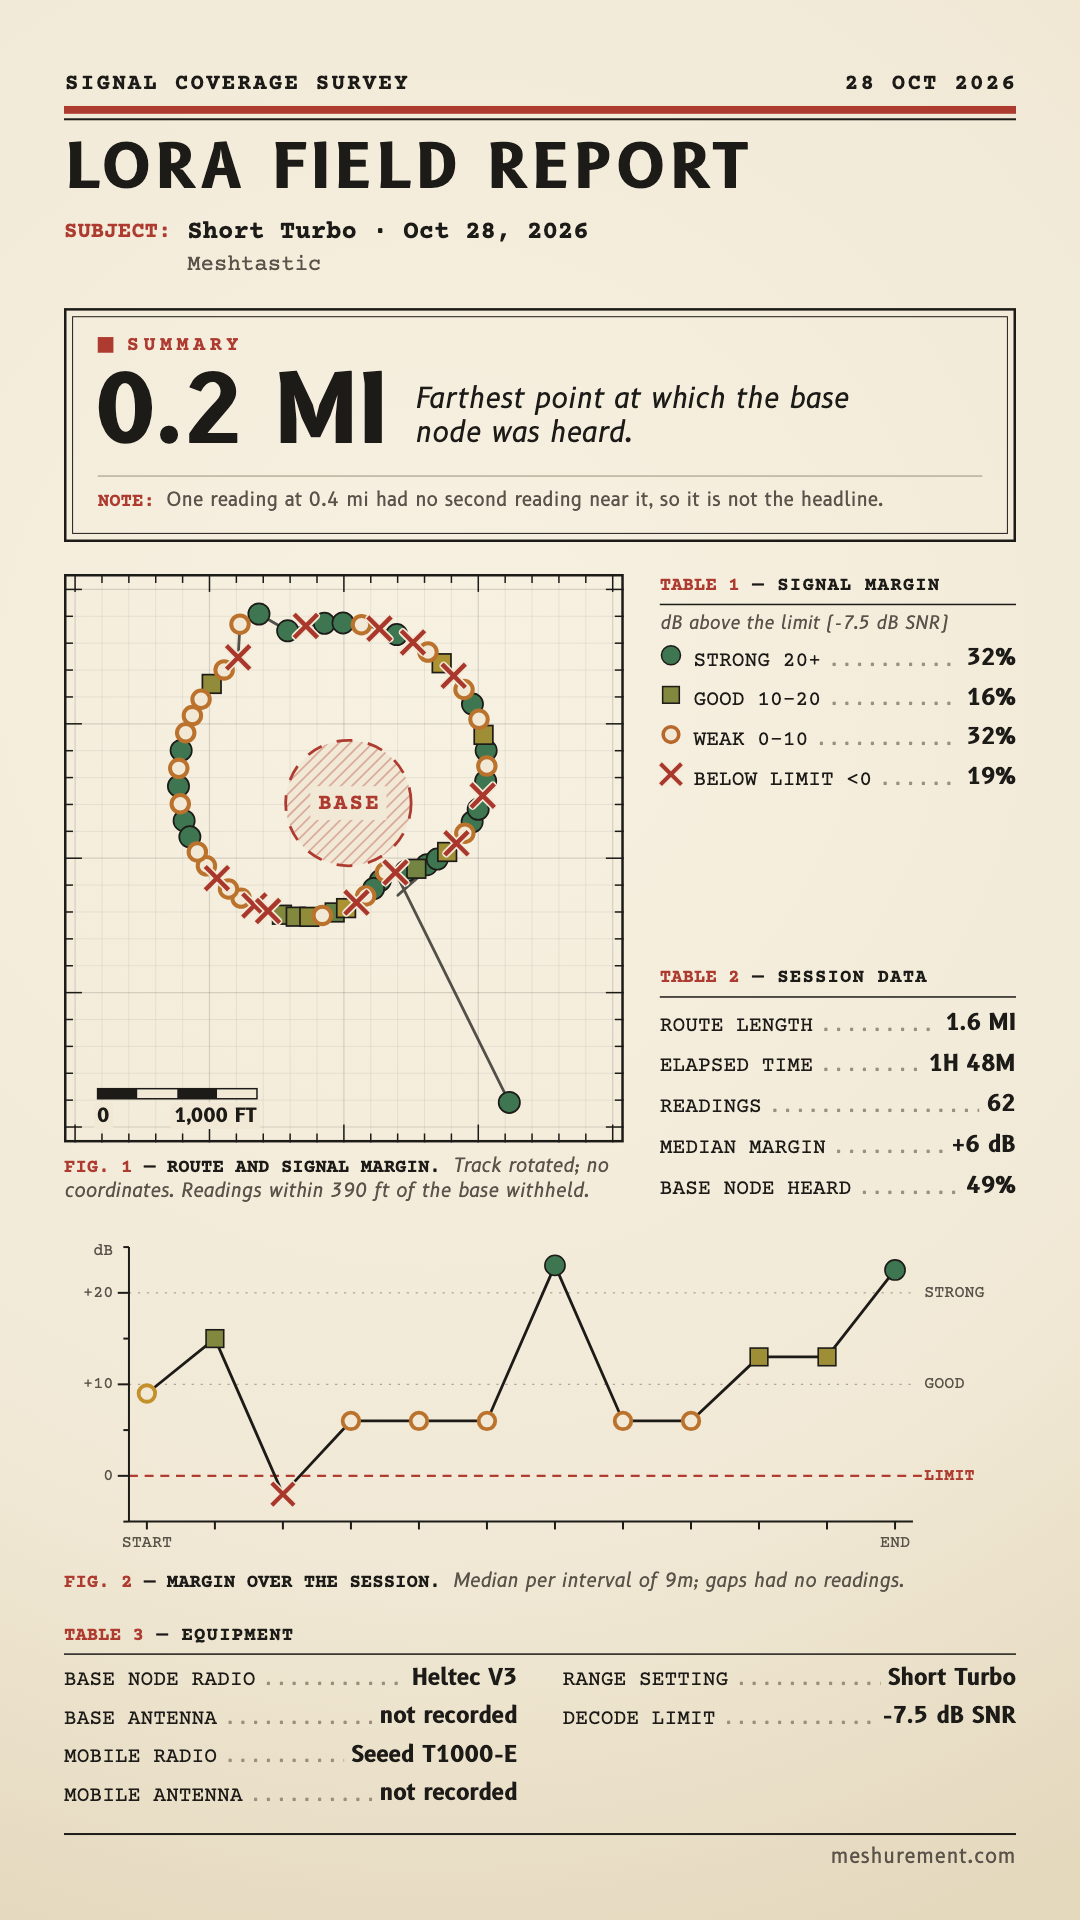 SIGNAL COVERAGE SURVEY 28 OCT 2026
LORA FIELD REPORT
SUBJECT: Short Turbo · Oct 28, 2026
Meshtastic
SUMMARY
0.2 MI
Farthest point at which the base
node was heard.
NOTE: One reading at 0.4 mi had no second reading near it, so it is not the headline.
BASE
0 1,000 FT
FIG. 1 — ROUTE AND SIGNAL MARGIN. Track rotated; no
coordinates. Readings within 390 ft of the base withheld.
TABLE 1 — SIGNAL MARGIN
dB above the limit (-7.5 dB SNR)
STRONG 20+ .......... 32%
GOOD 10–20 .......... 16%
WEAK 0–10 ........... 32%
BELOW LIMIT <0 ...... 19%
TABLE 2 — SESSION DATA
ROUTE LENGTH ......... 1.6 MI
ELAPSED TIME ........ 1H 48M
READINGS ................. 62
MEDIAN MARGIN ......... +6 dB
BASE NODE HEARD ........ 49%
dB
+20 STRONG
+10 GOOD
0 LIMIT
START END
FIG. 2 — MARGIN OVER THE SESSION. Median per interval of 9m; gaps had no readings.
TABLE 3 — EQUIPMENT
BASE NODE RADIO ........... Heltec V3
BASE ANTENNA ............ not recorded
MOBILE RADIO .......... Seeed T1000-E
MOBILE ANTENNA .......... not recorded
RANGE SETTING ............ Short Turbo
DECODE LIMIT ............ -7.5 dB SNR
meshurement.com